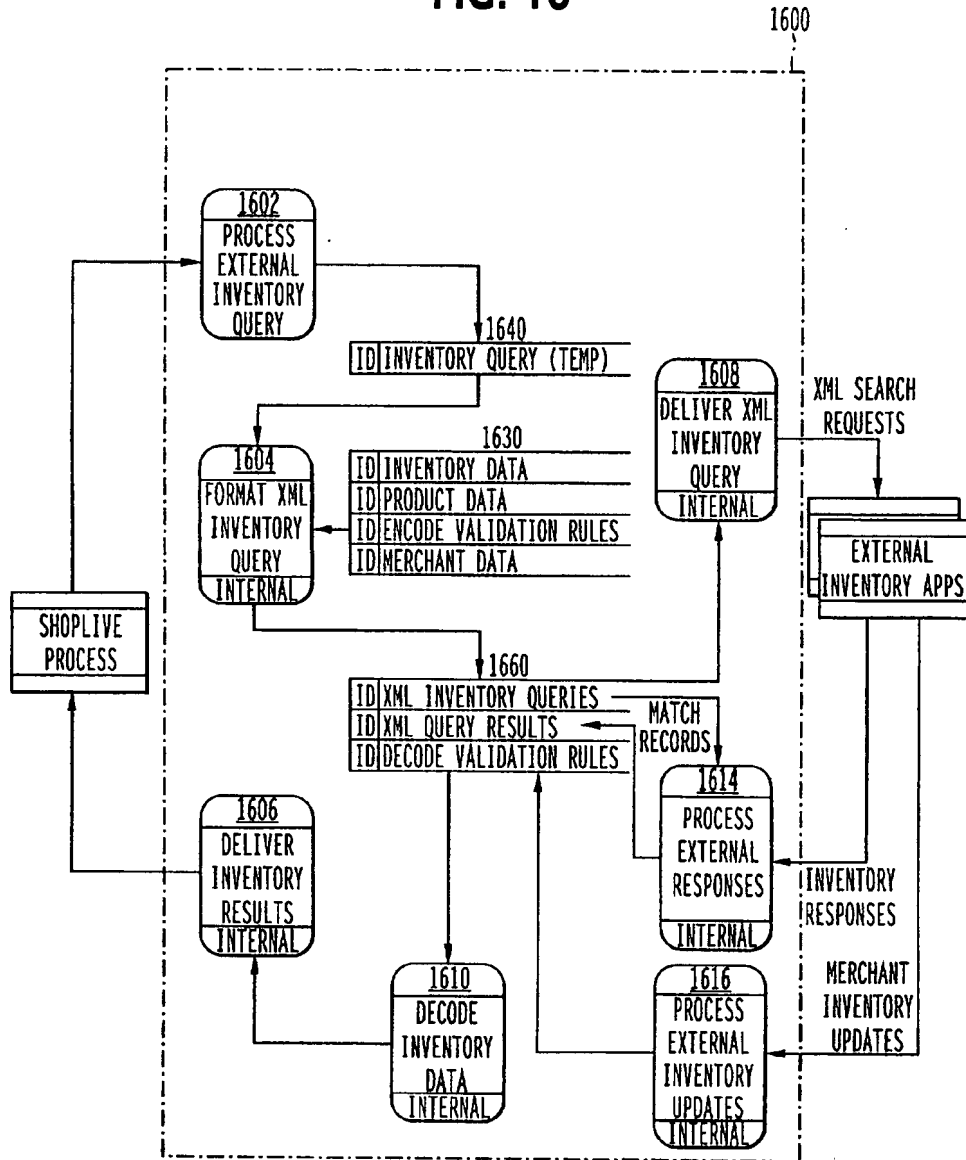 FIG. 16
1600
1602
PROCESS
EXTERNAL
INVENTORY
QUERY
1640
ID INVENTORY QUERY (TEMP)
1608
DELIVER XML
INVENTORY
QUERY
INTERNAL
XML SEARCH
REQUESTS
1604
FORMAT XML
INVENTORY
QUERY
INTERNAL
1630
ID INVENTORY DATA
ID PRODUCT DATA
ID ENCODE VALIDATION RULES
ID MERCHANT DATA
EXTERNAL
INVENTORY APPS
SHOPLIVE
PROCESS
1660
ID XML INVENTORY QUERIES
ID XML QUERY RESULTS
ID DECODE VALIDATION RULES
MATCH
RECORDS
1606
DELIVER
INVENTORY
RESULTS
INTERNAL
1614
PROCESS
EXTERNAL
RESPONSES
INTERNAL
INVENTORY
RESPONSES
1610
DECODE
INVENTORY
DATA
INTERNAL
1616
PROCESS
EXTERNAL
INVENTORY
UPDATES
INTERNAL
MERCHANT
INVENTORY
UPDATES